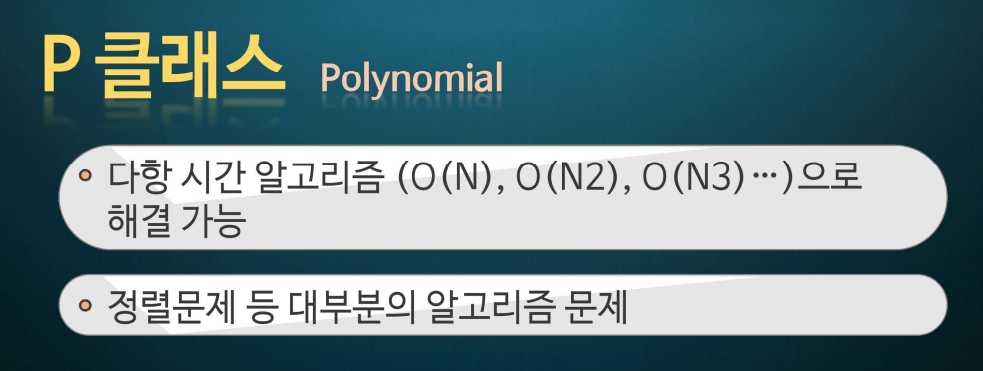 P 클래스 Polynomial
다항 시간 알고리즘 (O(N), O(N2), O(N3)…)으로
해결 가능
정렬문제 등 대부분의 알고리즘 문제